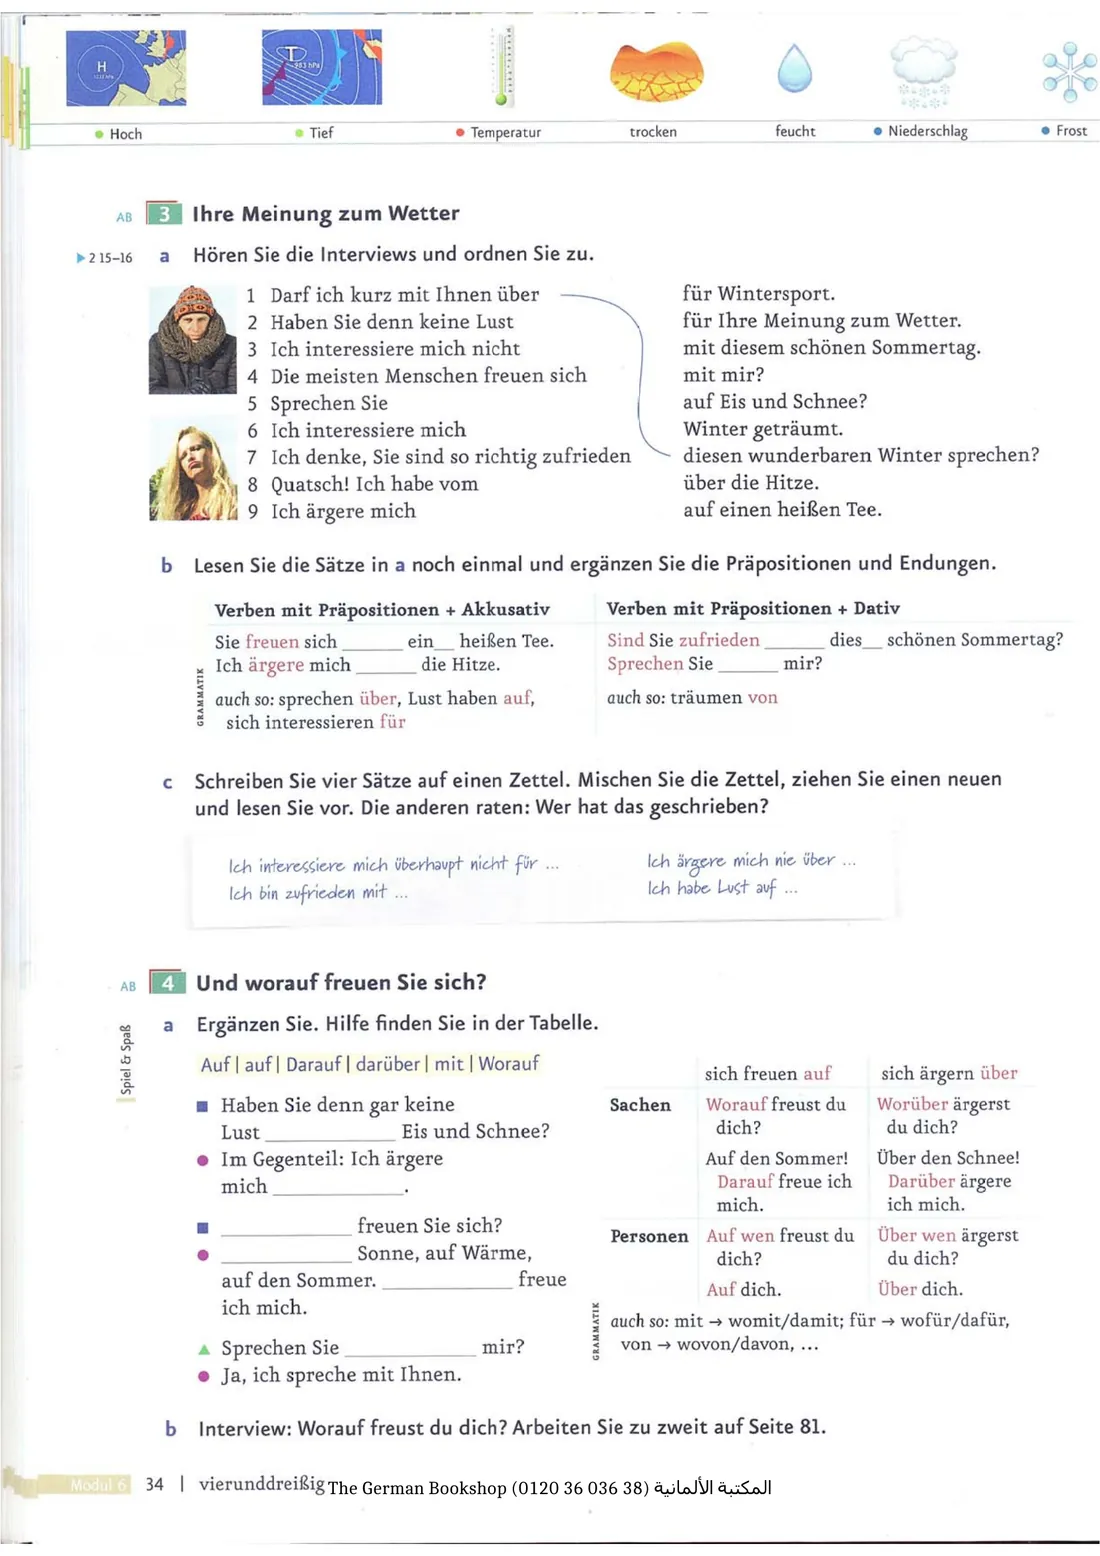 H
T
983 hPa
Hoch
Tief
Temperatur
trocken
feucht
Niederschlag
Frost
AB 3 Ihre Meinung zum Wetter
2 15–16 a Hören Sie die Interviews und ordnen Sie zu.
1 Darf ich kurz mit Ihnen über
2 Haben Sie denn keine Lust
3 Ich interessiere mich nicht
4 Die meisten Menschen freuen sich
5 Sprechen Sie
6 Ich interessiere mich
7 Ich denke, Sie sind so richtig zufrieden
8 Quatsch! Ich habe vom
9 Ich ärgere mich
für Wintersport.
für Ihre Meinung zum Wetter.
mit diesem schönen Sommertag.
mit mir?
auf Eis und Schnee?
Winter geträumt.
diesen wunderbaren Winter sprechen?
über die Hitze.
auf einen heißen Tee.
b Lesen Sie die Sätze in a noch einmal und ergänzen Sie die Präpositionen und Endungen.
GRAMMATIK
Verben mit Präpositionen + Akkusativ
Sie freuen sich ______ ein__ heißen Tee.
Ich ärgere mich ______ die Hitze.
auch so: sprechen über, Lust haben auf,
sich interessieren für
Verben mit Präpositionen + Dativ
Sind Sie zufrieden ______ dies__ schönen Sommertag?
Sprechen Sie ______ mir?
auch so: träumen von
c Schreiben Sie vier Sätze auf einen Zettel. Mischen Sie die Zettel, ziehen Sie einen neuen
und lesen Sie vor. Die anderen raten: Wer hat das geschrieben?
Ich interessiere mich überhaupt nicht für ...
Ich bin zufrieden mit ...
Ich ärgere mich nie über ...
Ich habe Lust auf ...
AB 4 Und worauf freuen Sie sich?
Spiel & Spaß
a Ergänzen Sie. Hilfe finden Sie in der Tabelle.
Auf | auf | Darauf | darüber | mit | Worauf
Haben Sie denn gar keine
Lust ____________ Eis und Schnee?
Im Gegenteil: Ich ärgere
mich ____________.
____________ freuen Sie sich?
____________ Sonne, auf Wärme,
auf den Sommer. ____________ freue
ich mich.
Sprechen Sie ____________ mir?
Ja, ich spreche mit Ihnen.
sich freuen auf
sich ärgern über
Sachen
Worauf freust du
dich?
Auf den Sommer!
Darauf freue ich
mich.
Worüber ärgerst
du dich?
Über den Schnee!
Darüber ärgere
ich mich.
Personen
Auf wen freust du
dich?
Auf dich.
Über wen ärgerst
du dich?
Über dich.
GRAMMATIK
auch so: mit → womit/damit; für → wofür/dafür,
von → wovon/davon, ...
b Interview: Worauf freust du dich? Arbeiten Sie zu zweit auf Seite 81.
Modul 6 34 | vierunddreißig
The German Bookshop (0120 36 036 38) المكتبة الألمانية